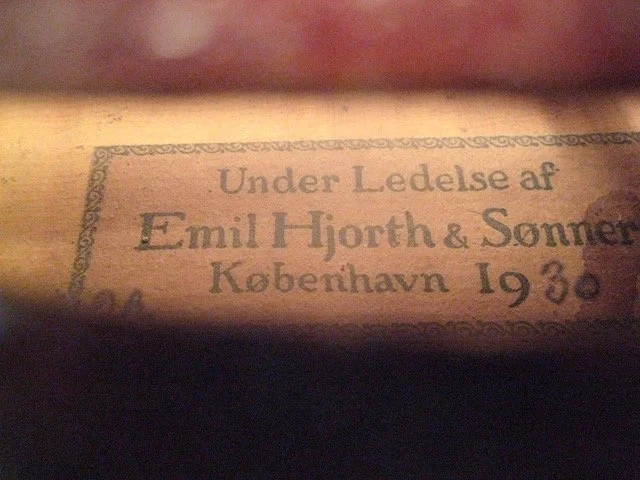 Under Ledelse af
Emil Hjorth & Sønner
København 1930